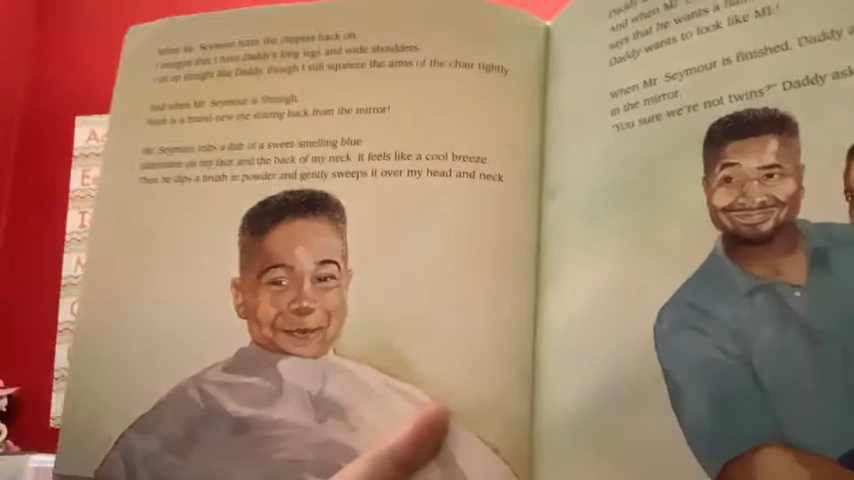 When Mr. Seymour turns the clippers back on,
I imagine that I have Daddy's long legs and wide shoulders.
I sit up straight like Daddy, though I still squeeze the arms of the chair tightly
And when Mr. Seymour is through,
there is a brand-new me staring back from the mirror!
Mr. Seymour rubs a dab of a sweet-smelling blue
on my face and the back of my neck. It feels like a cool breeze.
Then he dips a brush in powder and gently sweeps it over my head and neck
Daddy
and when Mr.
says that he wants a
Daddy wants to look like ME!
When Mr. Seymour is finished, Daddy
in the mirror.
"You sure we're not twins?" Daddy ask